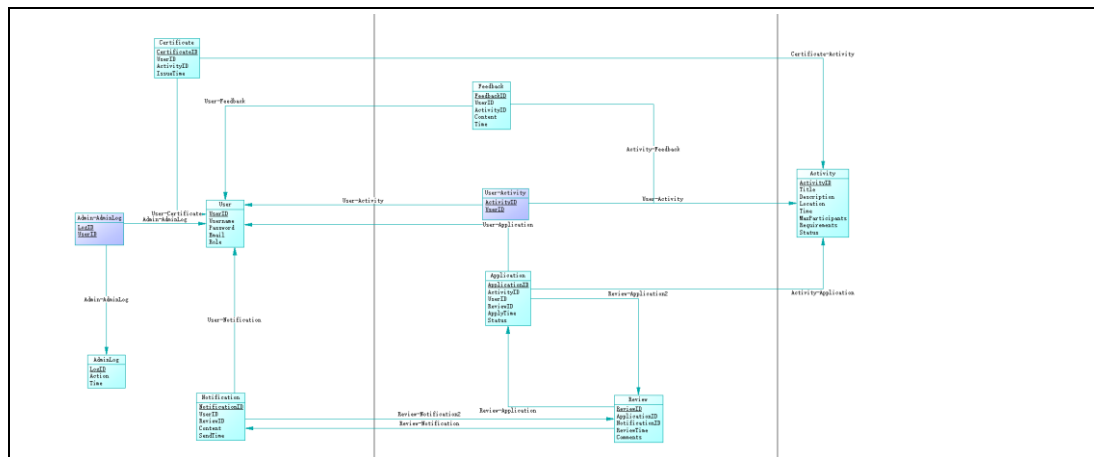 Certificate
CertificateID
UserID
ActivityID
IssueTime
Certificate-Activity
Feedback
FeedbackID
UserID
ActivityID
Content
Time
User-Feedback
Activity-Feedback
Activity
ActivityID
Title
Description
Location
Time
MaxParticipants
Requirements
Status
User-Activity
ActivityID
UserID
User-Activity
User-Activity
User
UserID
Username
Password
Email
Role
User-Certificate
Admin-AdminLog
Admin-AdminLog
LogID
UserID
User-Application
Application
ApplicationID
ActivityID
UserID
ReviewID
ApplyTime
Status
Review-Application2
Activity-Application
Admin-AdminLog
User-Notification
AdminLog
LogID
Action
Time
Notification
NotificationID
UserID
ReviewID
Content
SendTime
Review-Application
Review-Notification2
Review-Notification
Review
ReviewID
ApplicationID
NotificationID
ReviewTime
Comments